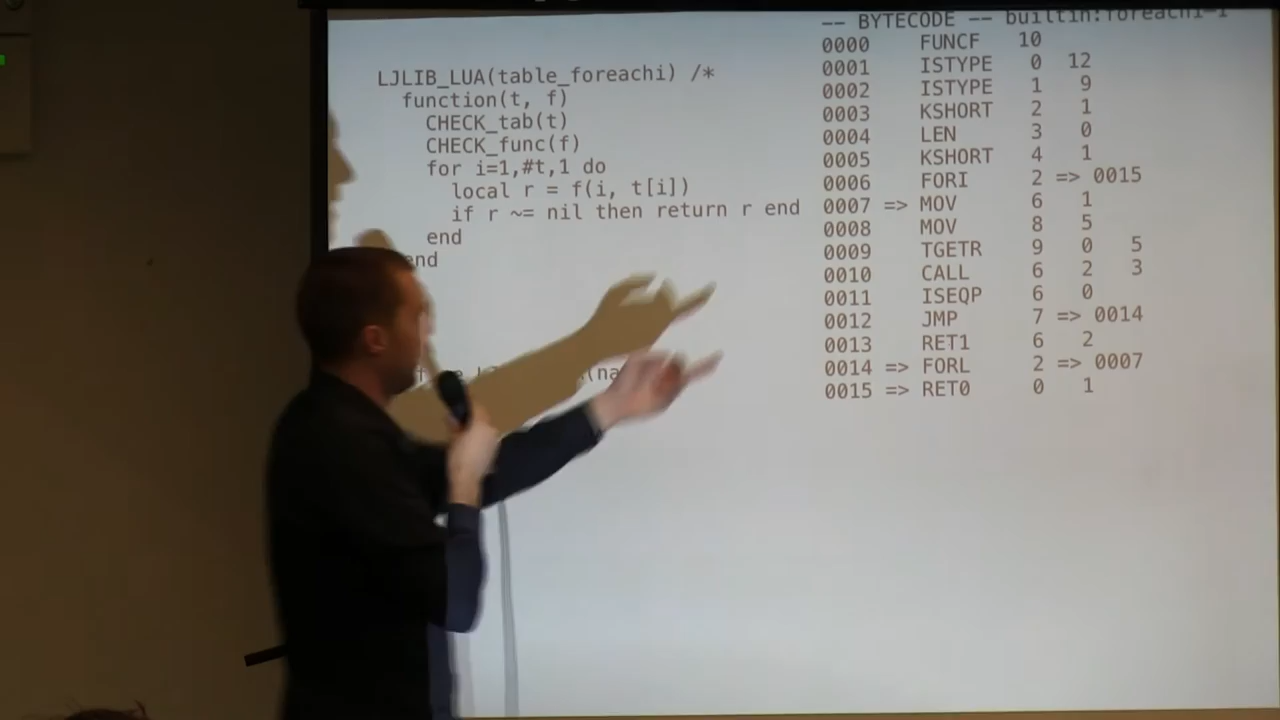 LJLIB_LUA(table_foreachi) /*
function(t, f)
CHECK_tab(t)
CHECK_func(f)
for i=1,#t,1 do
local r = f(i, t[i])
if r ~= nil then return r end
end
end
-- BYTECODE -- builtin:foreachi-1
0000 FUNCF 10
0001 ISTYPE 0 12
0002 ISTYPE 1 9
0003 KSHORT 2 1
0004 LEN 3 0
0005 KSHORT 4 1
0006 FORI 2 => 0015
0007 => MOV 6 1
0008 MOV 8 5
0009 TGETR 9 0 5
0010 CALL 6 2 3
0011 ISEQP 6 0
0012 JMP 7 => 0014
0013 RET1 6 2
0014 => FORL 2 => 0007
0015 => RET0 0 1